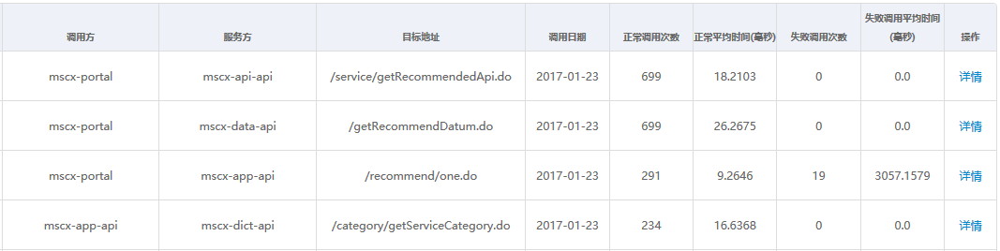 调用方 服务方 目标地址 调用日期 正常调用次数 正常平均时间(毫秒) 失败调用次数 失败调用平均时间(毫秒) 操作
mscx-portal mscx-api-api /service/getRecommendedApi.do 2017-01-23 699 18.2103 0 0.0 详情
mscx-portal mscx-data-api /getRecommendDatum.do 2017-01-23 699 26.2675 0 0.0 详情
mscx-portal mscx-app-api /recommend/one.do 2017-01-23 291 9.2646 19 3057.1579 详情
mscx-app-api mscx-dict-api /category/getServiceCategory.do 2017-01-23 234 16.6368 0 0.0 详情